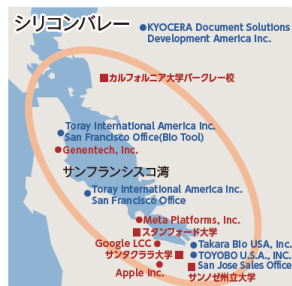 シリコンバレー
KYOCERA Document Solutions
Development America Inc.
カルフォルニア大学バークレー校
Toray International America Inc.
San Francisco Office(Bio Tool)
Genentech, Inc.
サンフランシスコ湾
Toray International America Inc.
San Francisco Office
Meta Platforms, Inc.
スタンフォード大学
Google LCC
Takara Bio USA, Inc.
サンタクララ大学
TOYOBO U.S.A., INC.
San Jose Sales Office
Apple Inc.
サンノゼ州立大学